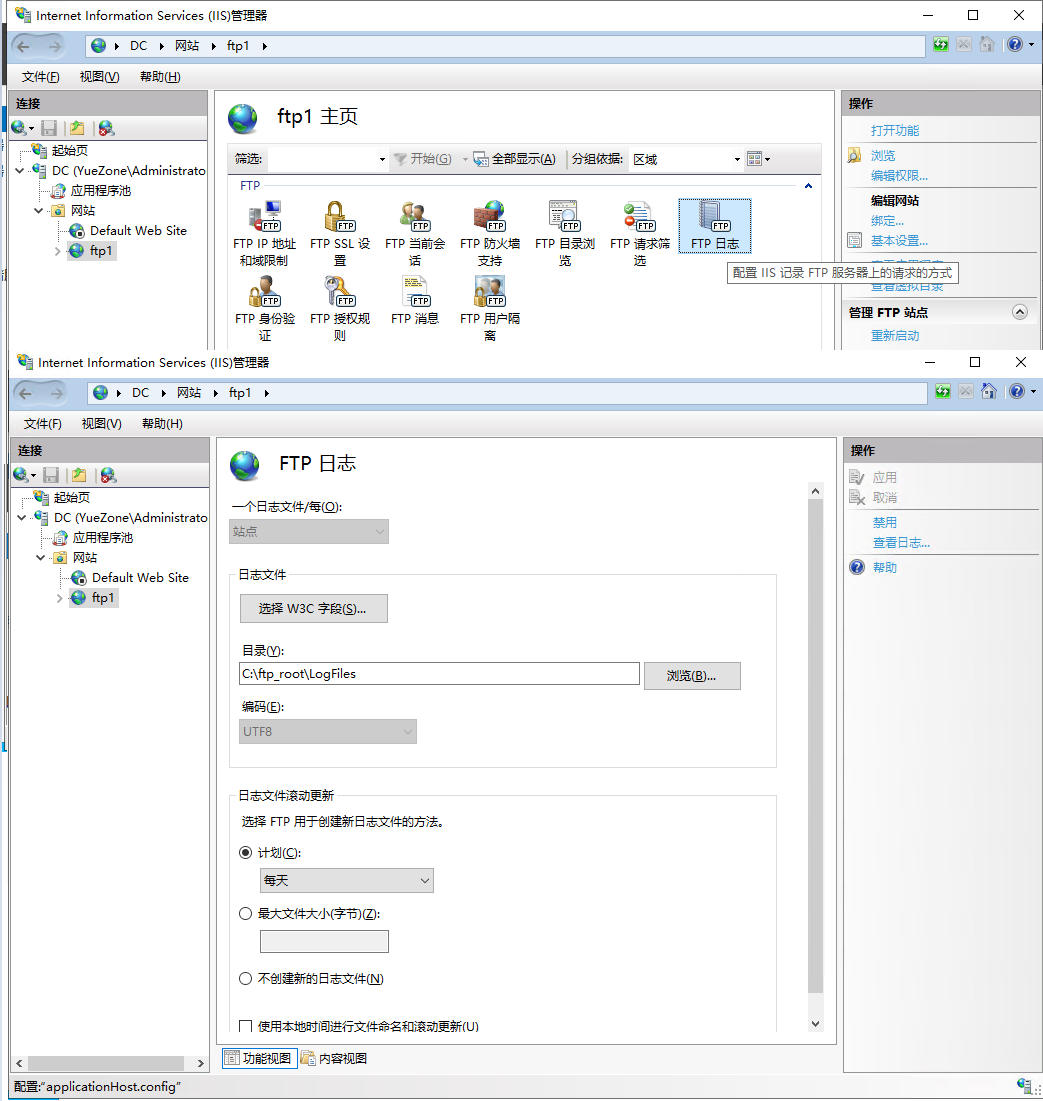 Internet Information Services (IIS)管理器
DC 网站 ftp1
文件(F) 视图(V) 帮助(H)
连接
起始页
DC (YueZone\Administrato
应用程序池
网站
Default Web Site
ftp1
ftp1 主页
筛选: 开始(G) 全部显示(A) 分组依据: 区域
FTP
FTP IP 地址和域限制
FTP SSL 设置
FTP 当前会话
FTP 防火墙支持
FTP 目录浏览
FTP 请求筛选
FTP 日志
配置 IIS 记录 FTP 服务器上的请求的方式
FTP 身份验证
FTP 授权规则
FTP 消息
FTP 用户隔离
操作
打开功能
浏览
编辑权限...
编辑网站
绑定...
基本设置...
查看虚拟目录
管理 FTP 站点
重新启动
Internet Information Services (IIS)管理器
DC 网站 ftp1
文件(F) 视图(V) 帮助(H)
连接
起始页
DC (YueZone\Administrato
应用程序池
网站
Default Web Site
ftp1
FTP 日志
一个日志文件/每(O):
站点
日志文件
选择 W3C 字段(S)...
目录(Y):
C:\ftp_root\LogFiles
浏览(B)...
编码(E):
UTF8
日志文件滚动更新
选择 FTP 用于创建新日志文件的方法。
计划(C):
每天
最大文件大小(字节)(Z):
不创建新的日志文件(N)
使用本地时间进行文件命名和滚动更新(U)
功能视图 内容视图
操作
应用
取消
禁用
查看日志...
帮助
配置:"applicationHost.config"